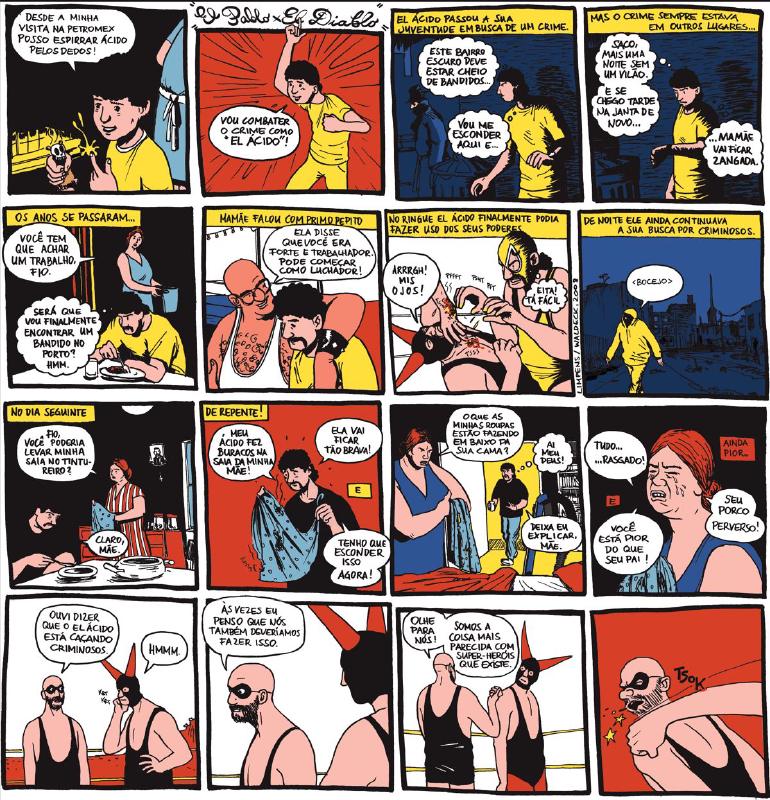 "El Pablo x El Diablo"
DESDE A MINHA
VISITA NA PETROMEX
POSSO ESPIRRAR ÁCIDO
PELOS DEDOS!
VOU COMBATER
O CRIME COMO
"EL ÁCIDO"!
EL ÁCIDO PASSOU A SUA
JUVENTUDE EM BUSCA DE UM CRIME.
ESTE BAIRRO
ESCURO DEVE
ESTAR CHEIO
DE BANDIDOS...
VOU ME
ESCONDER
AQUI E...
MAS O CRIME SEMPRE ESTAVA
EM OUTROS LUGARES...
SACO,
MAIS UMA
NOITE SEM
UM VILÃO.
E SE
CHEGO TARDE
NA JANTA DE
NOVO...
...MAMÃE
VAI FICAR
ZANGADA.
OS ANOS SE PASSARAM...
VOCÊ TEM
QUE ACHAR
UM TRABALHO,
FIO.
SERÁ QUE
VOU FINALMENTE
ENCONTRAR UM
BANDIDO NO
PORTO?
HMM.
MAMÃE FALOU COM PRIMO PEPITO
ELA DISSE
QUE VOCÊ ERA
FORTE E TRABALHADOR.
PODE COMEÇAR
COMO LUCHADOR!
NO RINGUE EL ÁCIDO FINALMENTE PODIA
FAZER USO DOS SEUS PODERES
ÁRRRGH!
MIS
OJOS!
PFFFT
PFFT
PFT
EITA!
TÁ FÁCIL
LIMPENS/WALDECK.2008
DE NOITE ELE AINDA CONTINUAVA
A SUA BUSCA POR CRIMINOSOS.
<BOCEJO>
NO DIA SEGUINTE
FIO,
VOCÊ PODERIA
LEVAR MINHA
SAIA NO TINTU-
REIRO?
CLARO,
MÃE.
DE REPENTE!
MEU
ÁCIDO FEZ
BURACOS NA
SAIA DA MINHA
MÃE!
ELA VAI
FICAR
TÃO BRAVA!
E
TENHO QUE
ESCONDER
ISSO
AGORA!
O QUE AS
MINHAS ROUPAS
ESTÃO FAZENDO
EM BAIXO DA
SUA CAMA?
AI
MEU
DEUS!
DEIXA EU
EXPLICAR,
MÃE.
TUDO...
...RASGADO!
AINDA
PIOR...
E
VOCÊ
ESTÁ PIOR
DO QUE
SEU PAI!
SEU
PORCO
PERVERSO!
OUVI DIZER
QUE O EL ÁCIDO
ESTÁ CAÇANDO
CRIMINOSOS.
HMMM.
ÀS VEZES EU
PENSO QUE NÓS
TAMBÉM DEVERÍAMOS
FAZER ISSO.
OLHE
PARA
NÓS!
SOMOS A
COISA MAIS
PARECIDA COM
SUPER-HERÓIS
QUE EXISTE.
TSOK